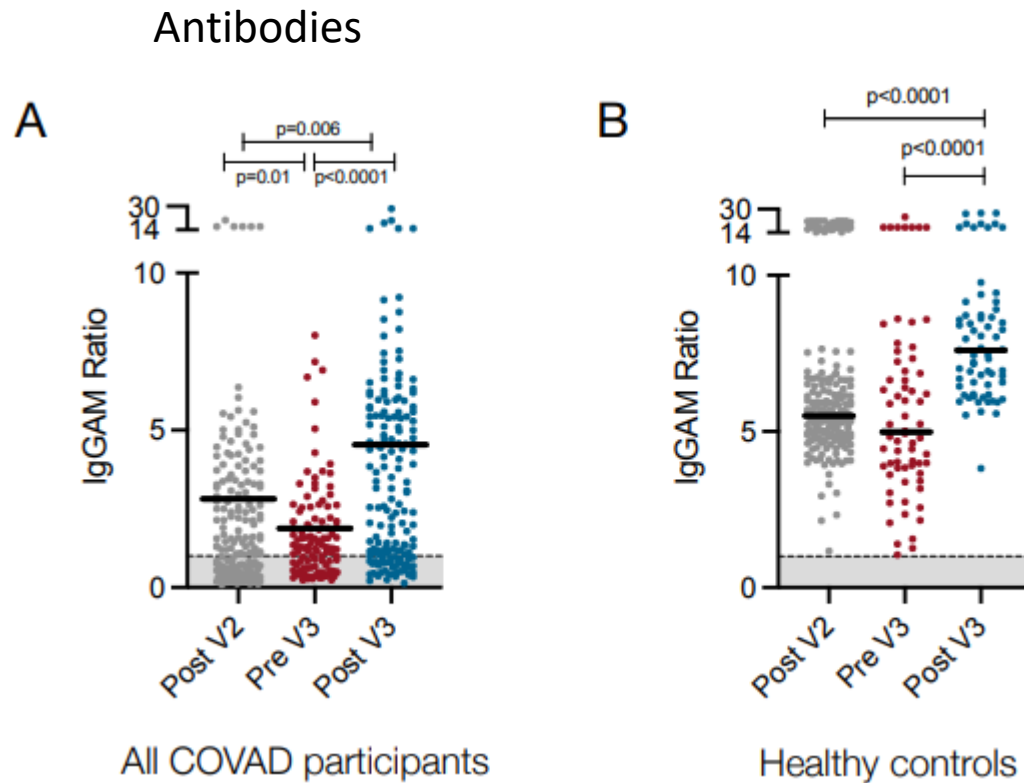 Antibodies
A
p=0.006
p=0.01
p<0.0001
30
14
10
5
0
IgGAM Ratio
Post V2
Pre V3
Post V3
All COVAD participants
B
p<0.0001
p<0.0001
30
14
10
5
0
IgGAM Ratio
Post V2
Pre V3
Post V3
Healthy controls